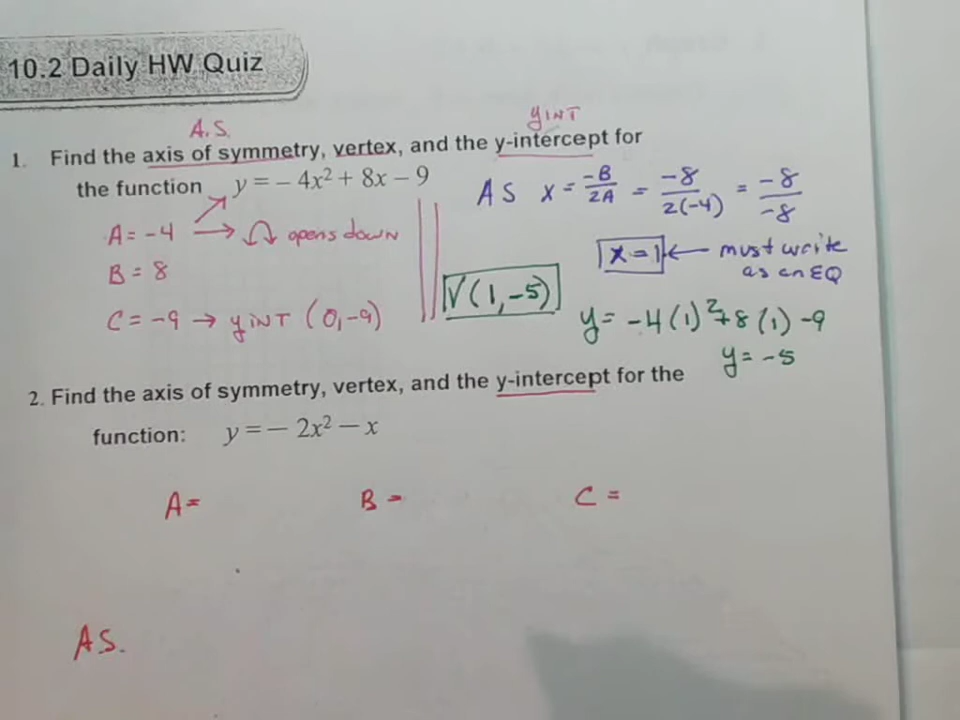 10.2 Daily HW Quiz
A.S.
yINT
1. Find the axis of symmetry, vertex, and the y-intercept for
the function y = – 4x² + 8x – 9
A = -4 → opens down
B = 8
C = -9 → yINT (0,-9)
AS x = -B/2A = -8/2(-4) = -8/-8
x = 1 ← must write
as an EQ
V(1,-5)
y = -4(1)²+8(1)-9
y = -5
2. Find the axis of symmetry, vertex, and the y-intercept for the
function: y = – 2x² – x
A = B = C =
AS.